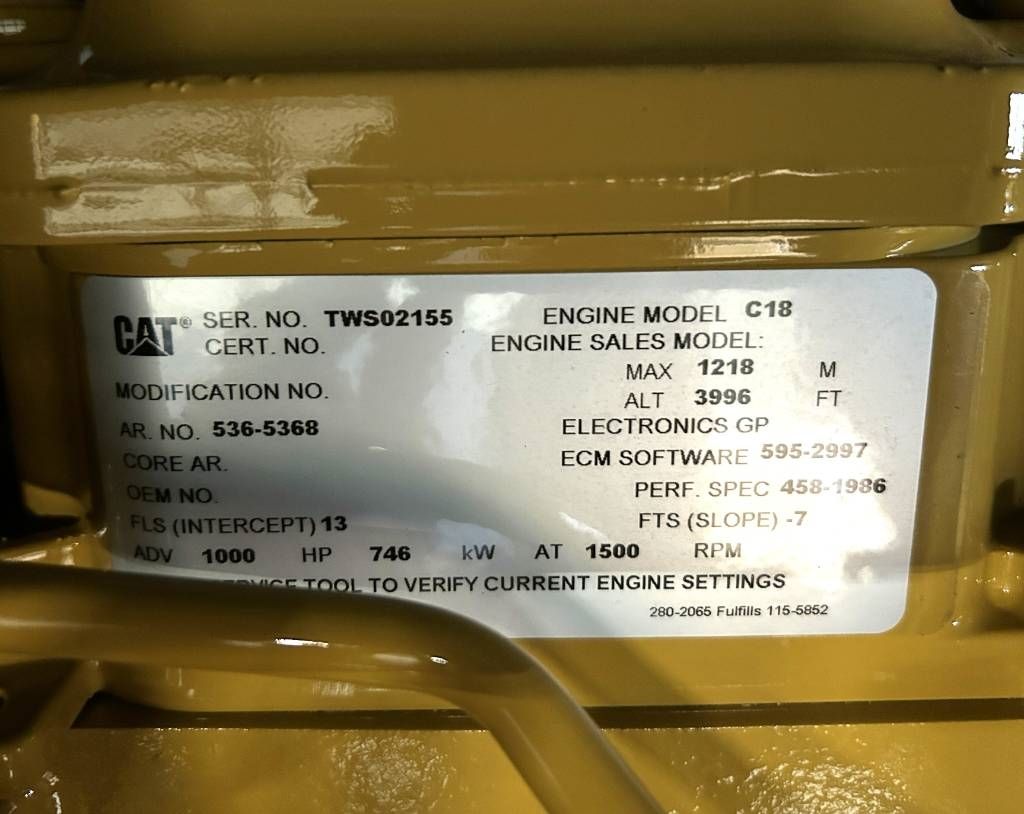 CAT® SER. NO. TWS02155 ENGINE MODEL C18
CERT. NO. ENGINE SALES MODEL:
MAX 1218 M
MODIFICATION NO.
ALT 3996 FT
AR. NO. 536-5368 ELECTRONICS GP
CORE AR. ECM SOFTWARE 595-2997
OEM NO. PERF. SPEC 458-1986
FLS (INTERCEPT) 13 FTS (SLOPE) -7
ADV 1000 HP 746 kW AT 1500 RPM
TOOL TO VERIFY CURRENT ENGINE SETTINGS
280-2065 Fulfills 115-5852